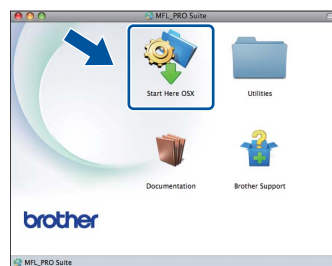 MFL_PRO Suite
Start Here OSX
Utilities
Documentation
Brother Support
brother
MFL_PRO Suite